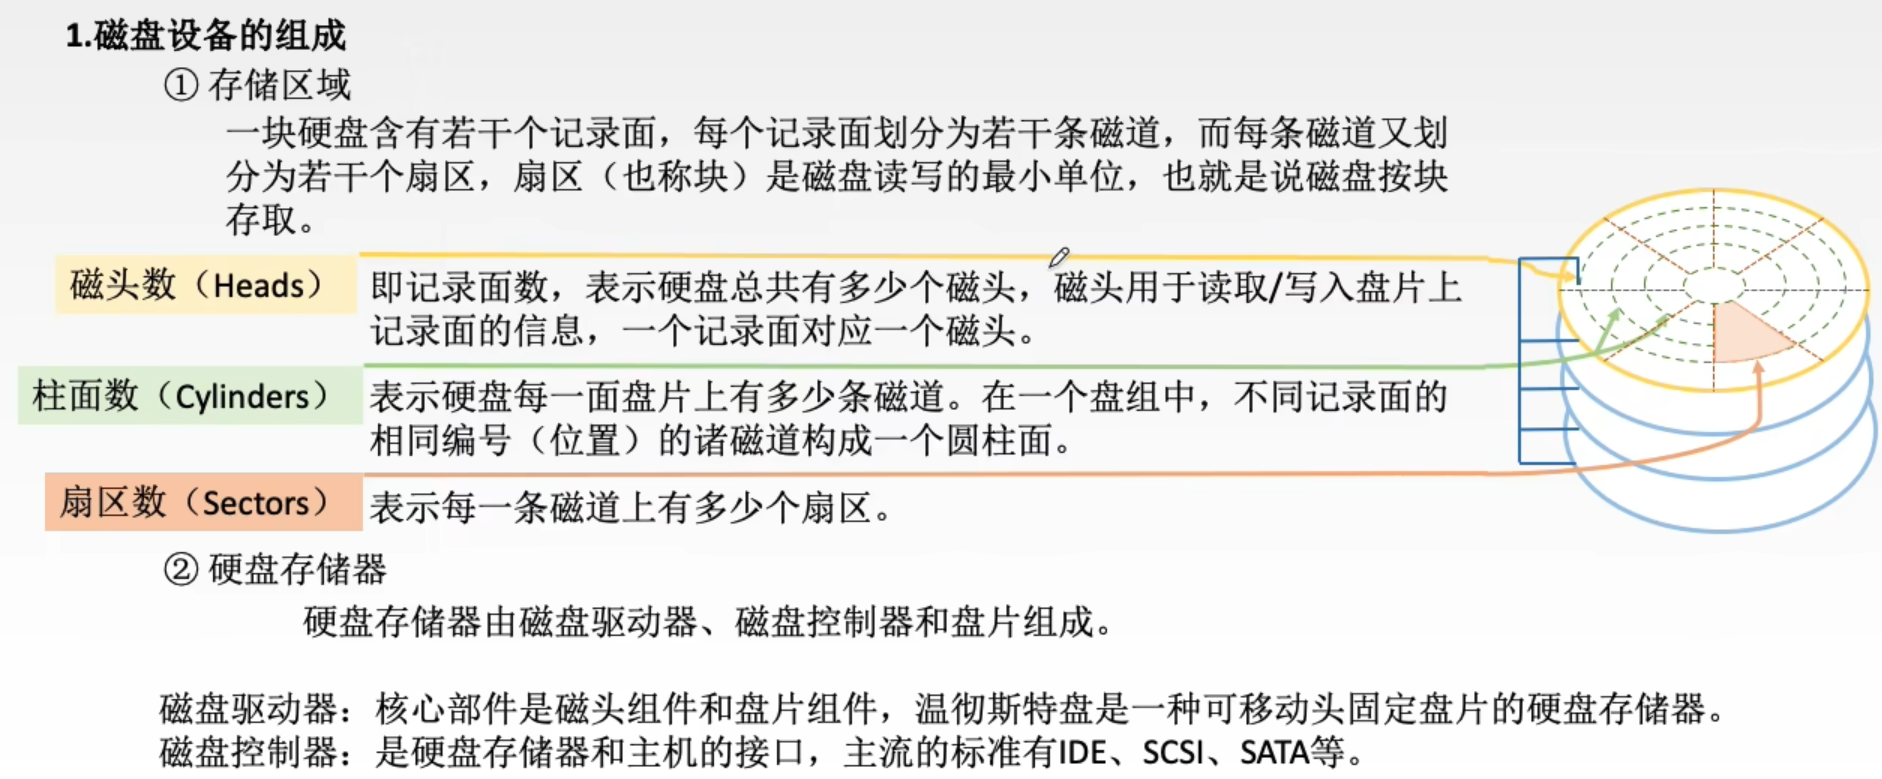 1.磁盘设备的组成
① 存储区域
一块硬盘含有若干个记录面，每个记录面划分为若干条磁道，而每条磁道又划
分为若干个扇区，扇区（也称块）是磁盘读写的最小单位，也就是说磁盘按块
存取。
磁头数（Heads）
即记录面数，表示硬盘总共有多少个磁头，磁头用于读取/写入盘片上
记录面的信息，一个记录面对应一个磁头。
柱面数（Cylinders）
表示硬盘每一面盘片上有多少条磁道。在一个盘组中，不同记录面的
相同编号（位置）的诸磁道构成一个圆柱面。
扇区数（Sectors）
表示每一条磁道上有多少个扇区。
② 硬盘存储器
硬盘存储器由磁盘驱动器、磁盘控制器和盘片组成。
磁盘驱动器：核心部件是磁头组件和盘片组件，温彻斯特盘是一种可移动头固定盘片的硬盘存储器。
磁盘控制器：是硬盘存储器和主机的接口，主流的标准有IDE、SCSI、SATA等。